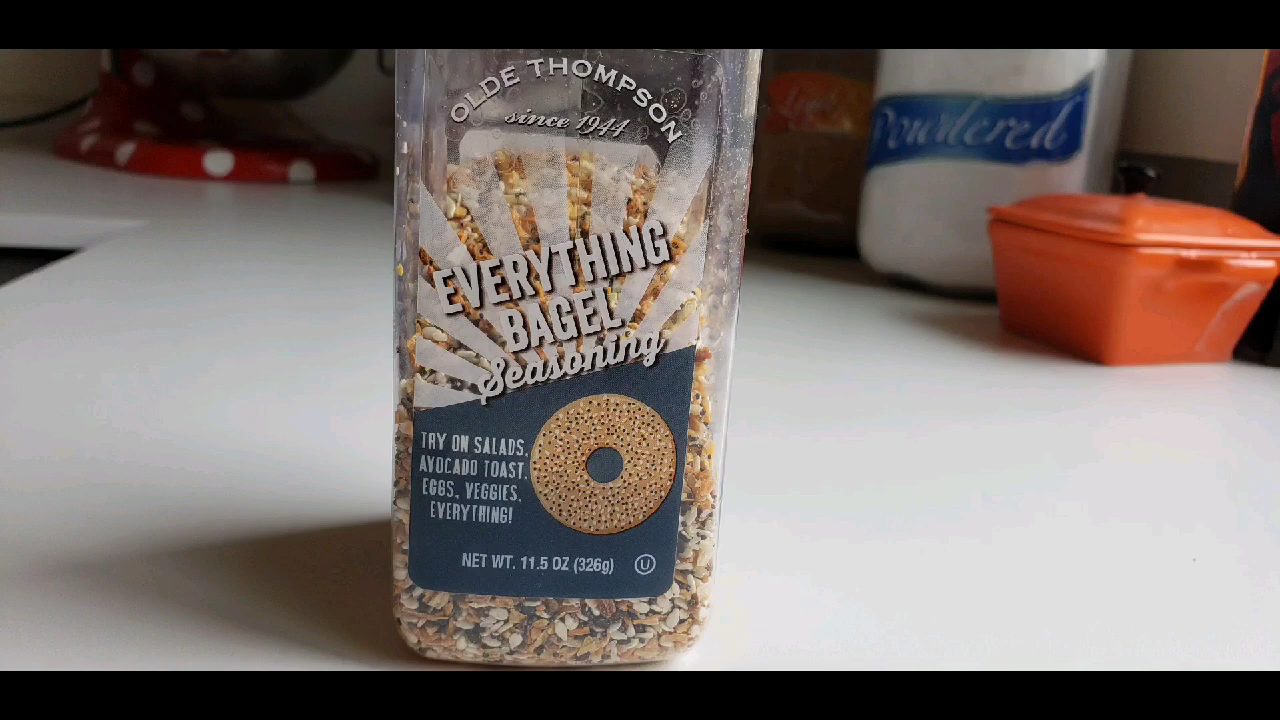 OLDE THOMPSON
since 1944
EVERYTHING
BAGEL
Seasoning
TRY ON SALADS,
AVOCADO TOAST,
EGGS, VEGGIES,
EVERYTHING!
NET WT. 11.5 OZ (326g)
U
Powdered